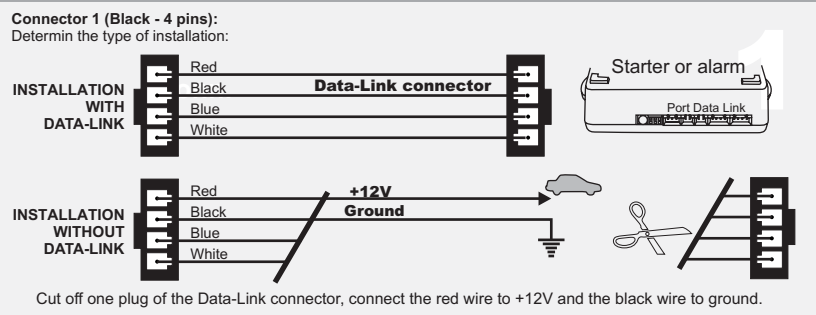 Connector 1 (Black - 4 pins):
Determin the type of installation:
1
INSTALLATION
WITH
DATA-LINK
Red
Black
Blue
White
Data-Link connector
Starter or alarm
Port Data Link
INSTALLATION
WITHOUT
DATA-LINK
Red
Black
Blue
White
+12V
Ground
Cut off one plug of the Data-Link connector, connect the red wire to +12V and the black wire to ground.